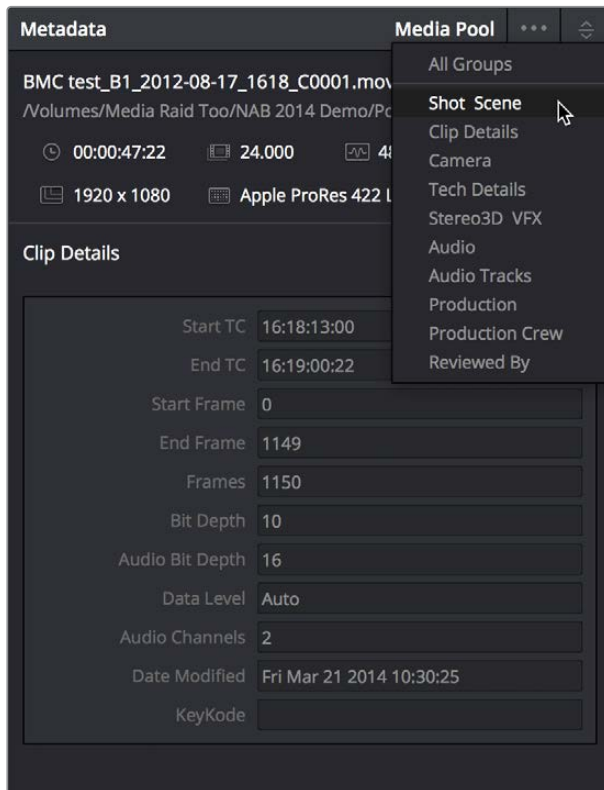 Metadata
Media Pool
BMC test_B1_2012-08-17_1618_C0001.mov
/Volumes/Media Raid Too/NAB 2014 Demo/
00:00:47:22
24.000
1920 x 1080
Apple ProRes 422
All Groups
Shot Scene
Clip Details
Camera
Tech Details
Stereo3D VFX
Audio
Audio Tracks
Production
Production Crew
Reviewed By
Clip Details
Start TC 16:18:13:00
End TC 16:19:00:22
Start Frame 0
End Frame 1149
Frames 1150
Bit Depth 10
Audio Bit Depth 16
Data Level Auto
Audio Channels 2
Date Modified Fri Mar 21 2014 10:30:25
KeyKode